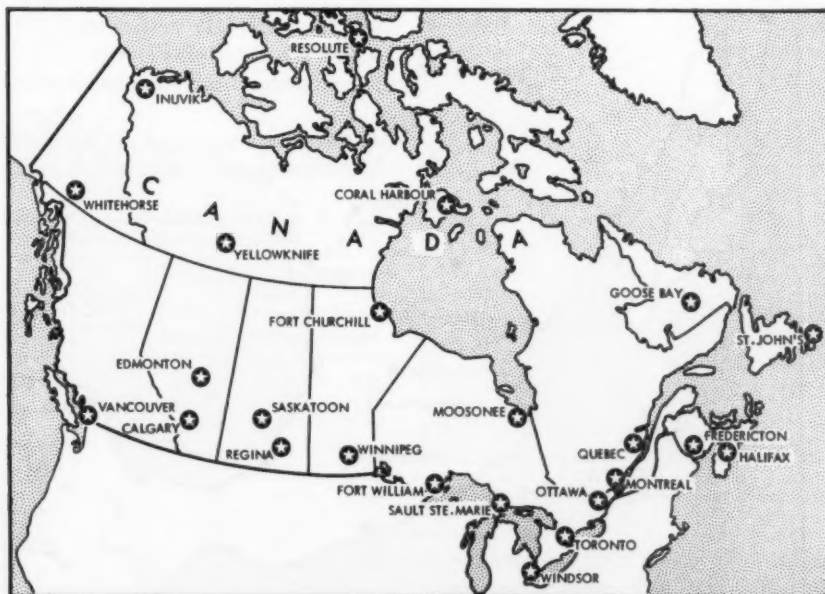 RESOLUTE
INUVIK
WHITEHORSE
CORAL HARBOUR
C A N A D A
YELLOWKNIFE
GOOSE BAY
FORT CHURCHILL
ST. JOHN'S
EDMONTON
VANCOUVER
SASKATOON
MOOSONEE
CALGARY
REGINA
WINNIPEG
QUEBEC
FREDERICTON
HALIFAX
FORT WILLIAM
MONTREAL
OTTAWA
SAULT STE. MARIE
TORONTO
WINDSOR